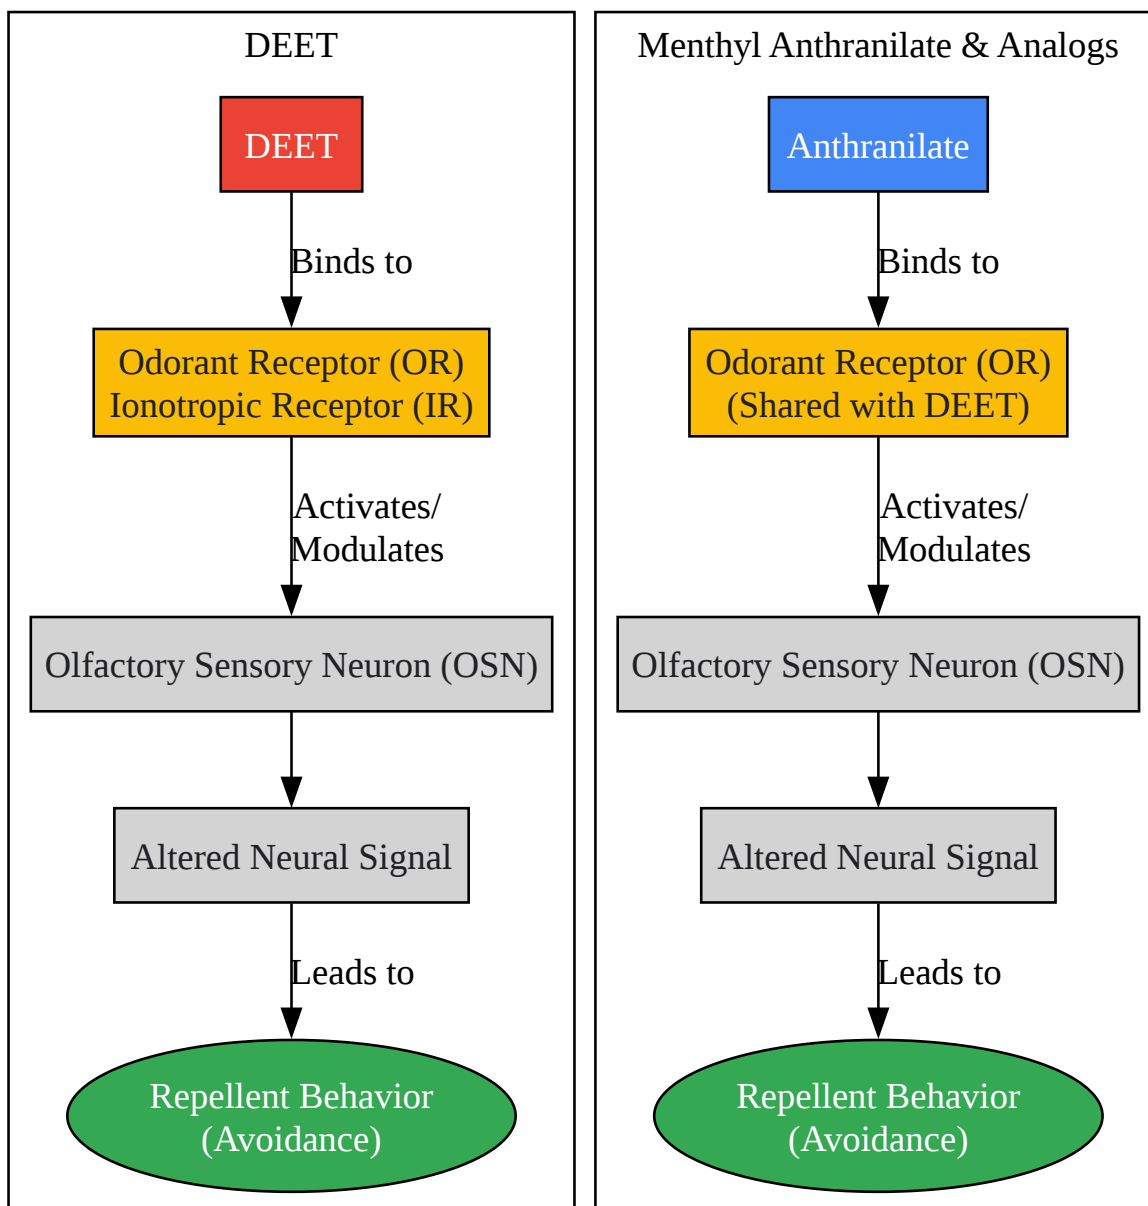 DEET
DEET
Binds to
Odorant Receptor (OR)
Ionotropic Receptor (IR)
Activates/
Modulates
Olfactory Sensory Neuron (OSN)
Altered Neural Signal
Leads to
Repellent Behavior
(Avoidance)
Menthyl Anthranilate & Analogs
Anthranilate
Binds to
Odorant Receptor (OR)
(Shared with DEET)
Activates/
Modulates
Olfactory Sensory Neuron (OSN)
Altered Neural Signal
Leads to
Repellent Behavior
(Avoidance)